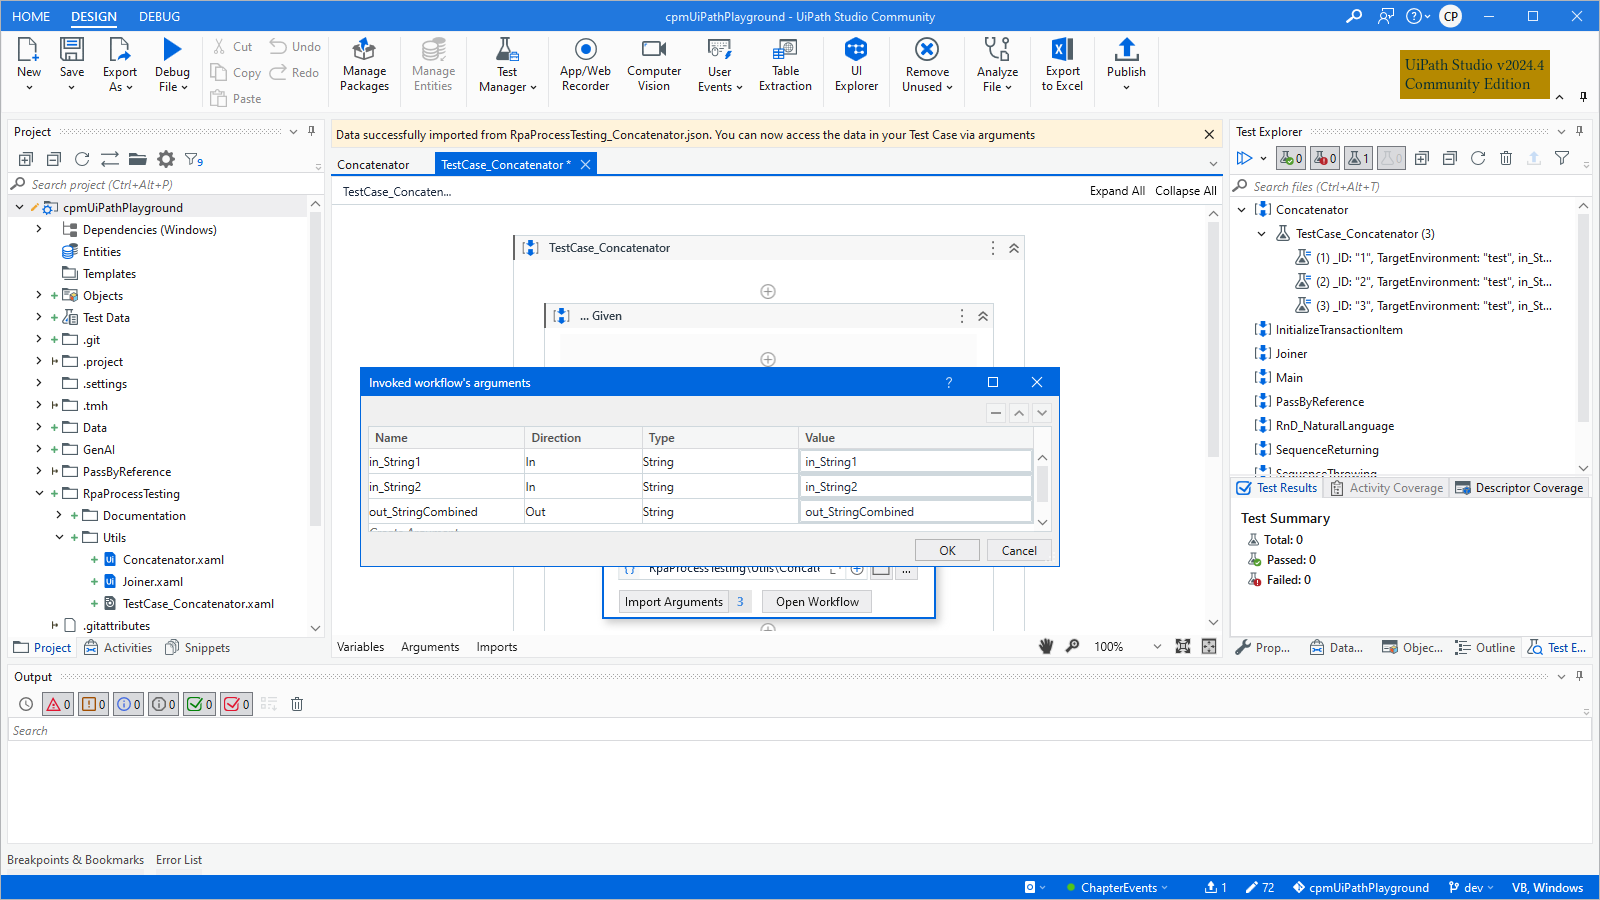 HOME DESIGN DEBUG
cpmUiPathPlayground - UiPath Studio Community
CP
New
Save
Export As
Debug File
Cut
Copy
Paste
Undo
Redo
Manage Packages
Manage Entities
Test Manager
App/Web Recorder
Computer Vision
User Events
Table Extraction
UI Explorer
Remove Unused
Analyze File
Export to Excel
Publish
UiPath Studio v2024.4
Community Edition
Project
9
Search project (Ctrl+Alt+P)
cpmUiPathPlayground
Dependencies (Windows)
Entities
Templates
Objects
Test Data
.git
.project
.settings
.tmh
Data
GenAI
PassByReference
RpaProcessTesting
Documentation
Utils
Concatenator.xaml
Joiner.xaml
TestCase_Concatenator.xaml
.gitattributes
Project Activities Snippets
Data successfully imported from RpaProcessTesting_Concatenator.json. You can now access the data in your Test Case via arguments
Concatenator TestCase_Concatenator *
TestCase_Concaten...
Expand All Collapse All
TestCase_Concatenator
... Given
Invoked workflow's arguments
Name Direction Type Value
in_String1 In String in_String1
in_String2 In String in_String2
out_StringCombined Out String out_StringCombined
OK Cancel
RpaProcessTesting\Utils\Concat
Import Arguments 3 Open Workflow
Variables Arguments Imports
100%
Test Explorer
0 0 1 0
Search files (Ctrl+Alt+T)
Concatenator
TestCase_Concatenator (3)
(1) _ID: "1", TargetEnvironment: "test", in_St...
(2) _ID: "2", TargetEnvironment: "test", in_St...
(3) _ID: "3", TargetEnvironment: "test", in_St...
InitializeTransactionItem
Joiner
Main
PassByReference
RnD_NaturalLanguage
SequenceReturning
SequenceThrowing
Test Results Activity Coverage Descriptor Coverage
Test Summary
Total: 0
Passed: 0
Failed: 0
Prop... Data... Objec... Outline Test E...
Output
0 0 0 0 0 0
Search
Breakpoints & Bookmarks Error List
ChapterEvents 1 72 cpmUiPathPlayground dev VB, Windows